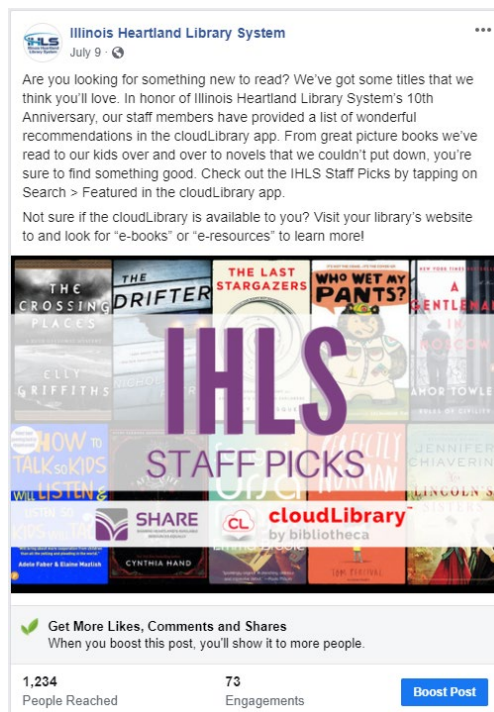 IHLS
Illinois Heartland Library System
July 9 ·
Are you looking for something new to read? We've got some titles that we
think you'll love. In honor of Illinois Heartland Library System's 10th
Anniversary, our staff members have provided a list of wonderful
recommendations in the cloudLibrary app. From great picture books we've
read to our kids over and over to novels that we couldn't put down, you're
sure to find something good. Check out the IHLS Staff Picks by tapping on
Search > Featured in the cloudLibrary app.
Not sure if the cloudLibrary is available to you? Visit your library's website
to and look for “e-books” or “e-resources” to learn more!
THE CROSSING PLACES
ELLY GRIFFITHS
THE DRIFTER
THE LAST STARGAZERS
WHO WET MY PANTS?
A GENTLEMAN IN MOSCOW
AMOR TOWLE
IHLS
STAFF PICKS
HOW TO
TALK SO KIDS
WILL LISTEN &
LISTEN SO
KIDS WILL TAL
Adele Faber & Elaine Mazlish
CYNTHIA HAND
PERFECTLY
NORMAN
TOM PERCIVAL
JENNIFER
CHIAVERIN
LINCOLN'S
SISTERS
SHARE
CL
cloudLibrary™
by bibliotheca
Get More Likes, Comments and Shares
When you boost this post, you'll show it to more people.
1,234
People Reached
73
Engagements
Boost Post